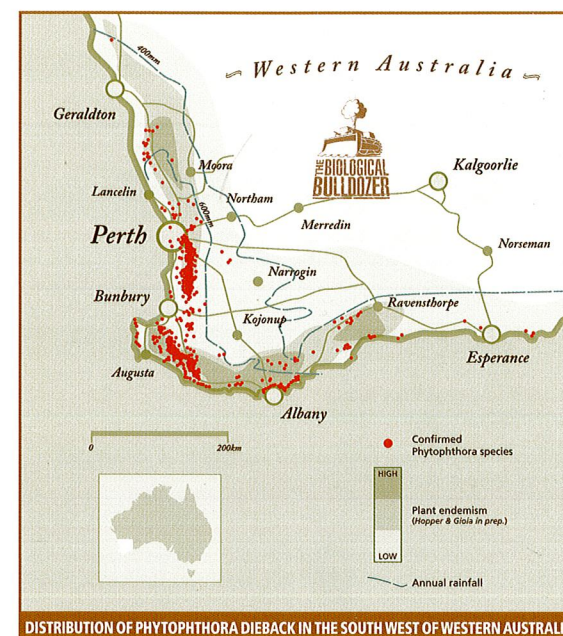 Western Australia
400mm
Geraldton
THE BIOLOGICAL
BULLDOZER
Moora
Kalgoorlie
Lancelin
600mm
Northam
Merredin
Perth
Norseman
Narrogin
Bunbury
Ravensthorpe
Kojonup
Esperance
Augusta
Albany
0
200km
Confirmed
Phytophthora species
HIGH
Plant endemism
(Hopper & Gioia in prep.)
LOW
Annual rainfall
DISTRIBUTION OF PHYTOPHTHORA DIEBACK IN THE SOUTH WEST OF WESTERN AUSTRALI